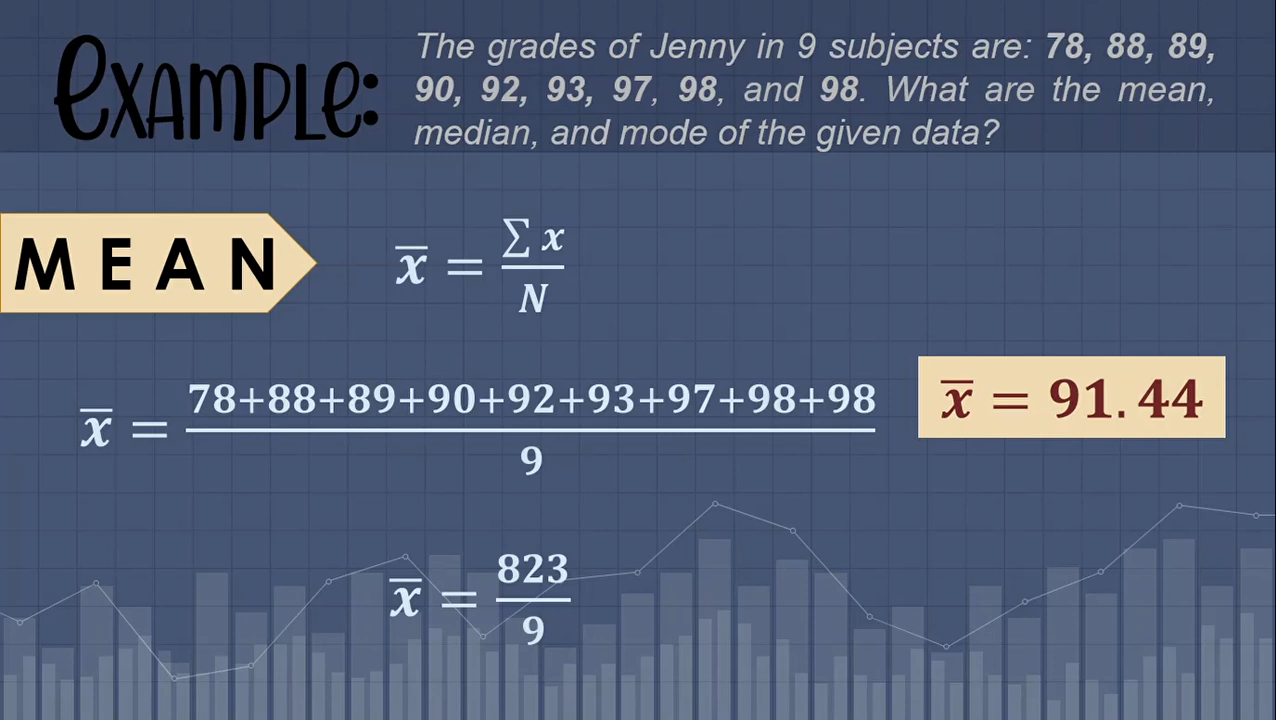 Example:
The grades of Jenny in 9 subjects are: 78, 88, 89,
90, 92, 93, 97, 98, and 98. What are the mean,
median, and mode of the given data?
MEAN
x̅ = ∑ x / N
x̅ = 78+88+89+90+92+93+97+98+98 / 9
x̅ = 91.44
x̅ = 823 / 9